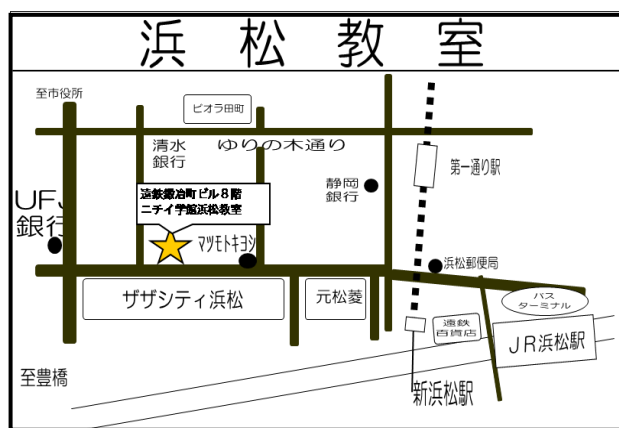 浜松教室
至市役所
ビオラ田町
清水
銀行
ゆりの木通り
第一通り駅
静岡
銀行
遠鉄鍛冶町ビル8階
ニチイ学館浜松教室
UFJ
銀行
マツモトキヨシ
浜松郵便局
ザザシティ浜松
元松菱
バス
ターミナル
遠鉄
百貨店
JR浜松駅
至豊橋
新浜松駅